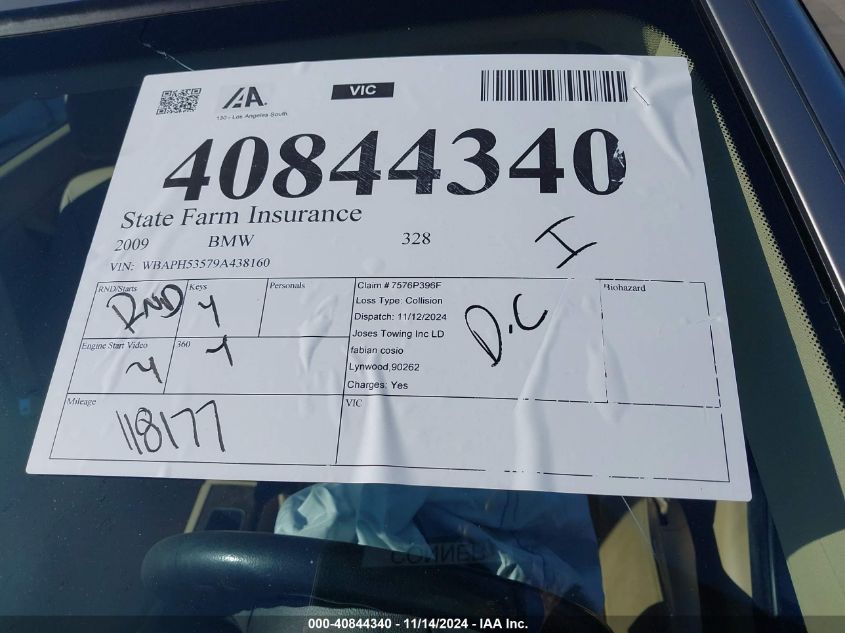 IAA.
VIC
130 - Los Angeles South
40844340
State Farm Insurance
2009 BMW 328
I
VIN: WBAPH53579A438160
RND/Starts
RND
Keys
Y
Personals
Claim # 7576P396F
Loss Type: Collision
Dispatch: 11/12/2024
Joses Towing Inc LD
fabian cosio
Lynwood,90262
Charges: Yes
D.C
Biohazard
Engine Start Video
Y
360
Y
Mileage
118177
VIC
000-40844340 - 11/14/2024 - IAA Inc.